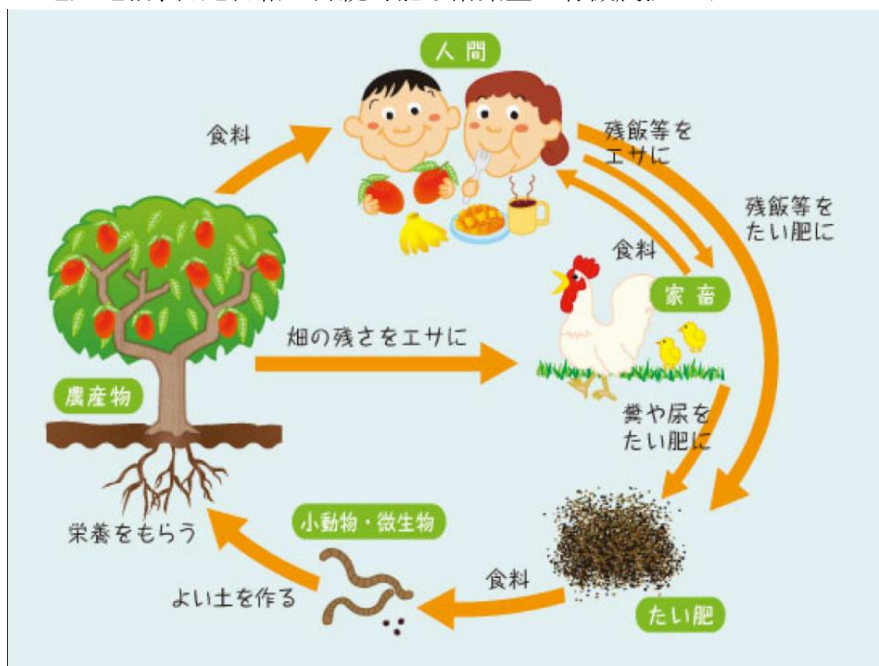 人間
食料
残飯等を
エサに
残飯等を
たい肥に
食料
家畜
畑の残さをエサに
農産物
糞や尿を
たい肥に
小動物・微生物
栄養をもらう
食料
よい土を作る
たい肥